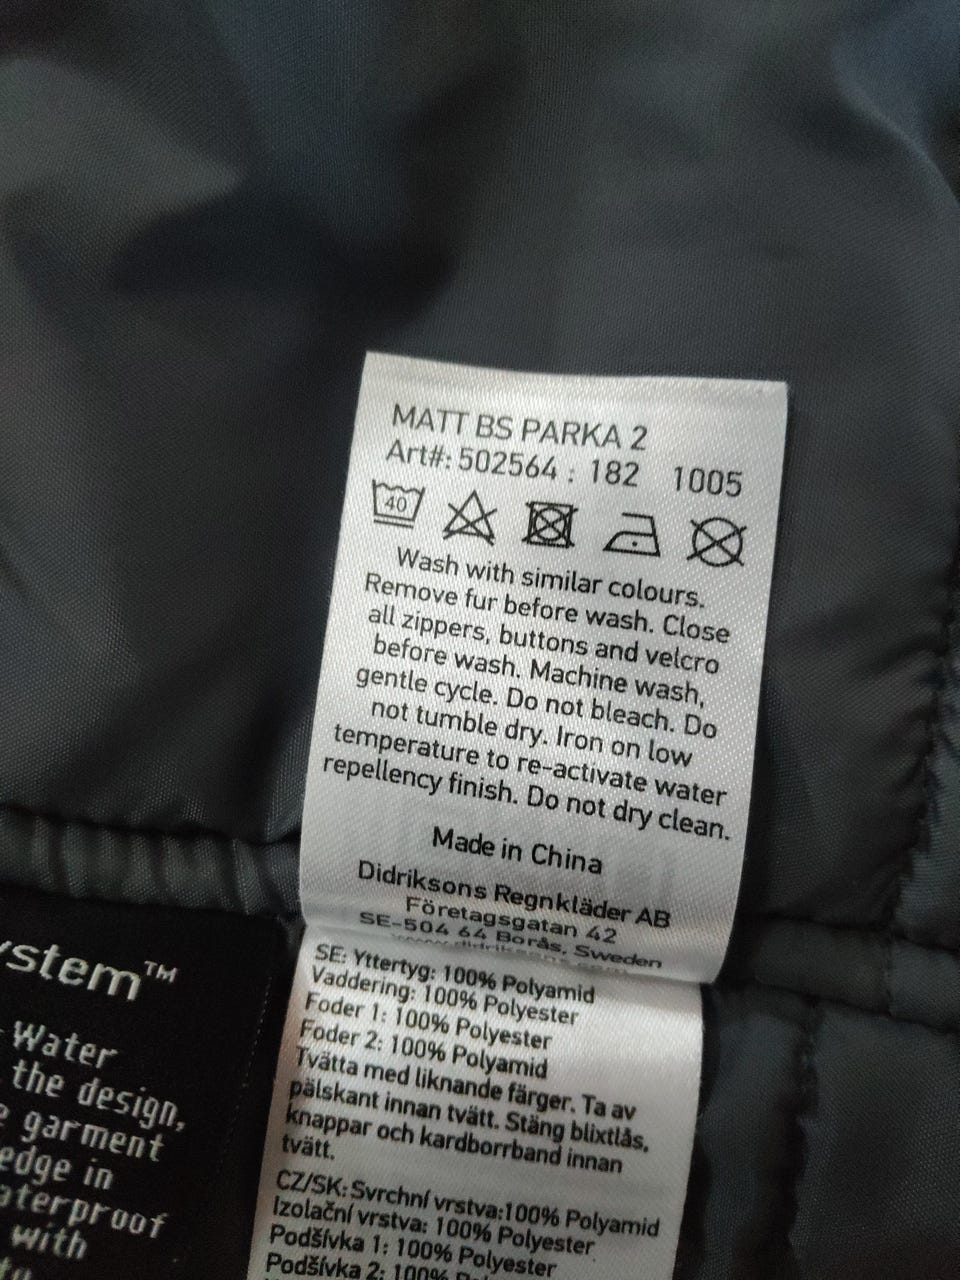 MATT BS PARKA 2
Art#: 502564 : 182 1005
40
Wash with similar colours.
Remove fur before wash. Close
all zippers, buttons and velcro
before wash. Machine wash,
gentle cycle. Do not bleach. Do
not tumble dry. Iron on low
temperature to re-activate water
repellency finish. Do not dry clean.
Made in China
Didriksons Regnkläder AB
Företagsgatan 42
SE-504 64 Borås, Sweden
SE: Yttertyg: 100% Polyamid
Vaddering: 100% Polyester
Foder 1: 100% Polyester
Foder 2: 100% Polyamid
Tvätta med liknande färger. Ta av
pälskant innan tvätt. Stäng blixtlås,
knappar och kardborrband innan
tvätt.
CZ/SK: Svrchní vrstva:100% Polyamid
Izolační vrstva: 100% Polyester
Podšívka 1: 100% Polyester
Podšívka 2: 100%
ystem™
Water
the design,
garment
edge in
aterproof
with